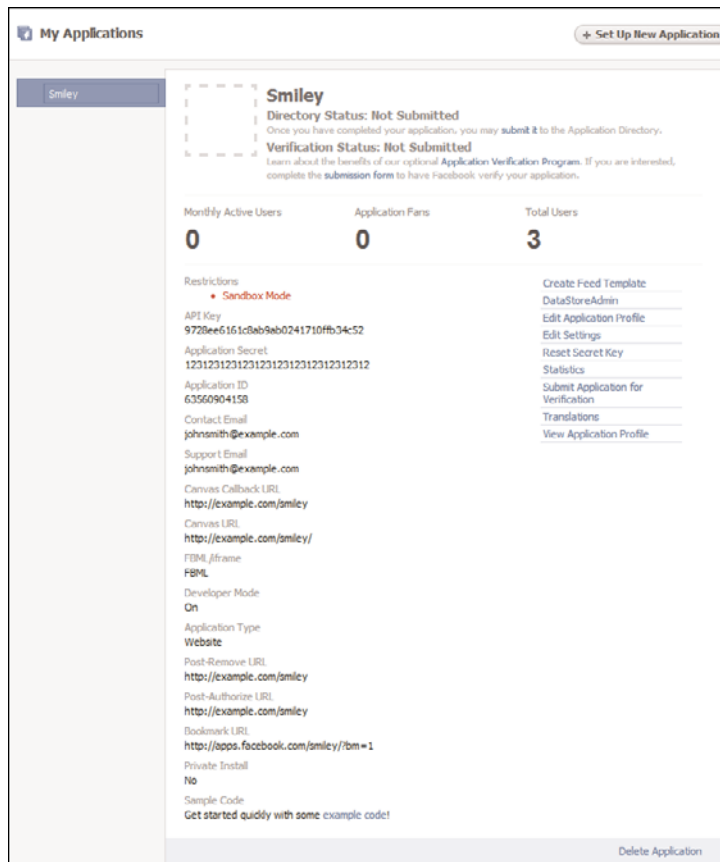 My Applications
+ Set Up New Application
Smiley
Smiley
Directory Status: Not Submitted
Once you have completed your application, you may submit it to the Application Directory.
Verification Status: Not Submitted
Learn about the benefits of our optional Application Verification Program. If you are interested,
complete the submission form to have Facebook verify your application.
Monthly Active Users
Application Fans
Total Users
0
0
3
Restrictions
• Sandbox Mode
API Key
9728ee6161c8ab9ab0241710ffb34c52
Application Secret
12312312312312312312312312312312
Application ID
63560904158
Contact Email
johnsmith@example.com
Support Email
johnsmith@example.com
Canvas Callback URL
http://example.com/smiley
Canvas URL
http://example.com/smiley/
FBML/iframe
FBML
Developer Mode
On
Application Type
Website
Post-Remove URL
http://example.com/smiley
Post-Authorize URL
http://example.com/smiley
Bookmark URL
http://apps.facebook.com/smiley/?bm=1
Private Install
No
Sample Code
Get started quickly with some example code!
Create Feed Template
DataStoreAdmin
Edit Application Profile
Edit Settings
Reset Secret Key
Statistics
Submit Application for
Verification
Translations
View Application Profile
Delete Application